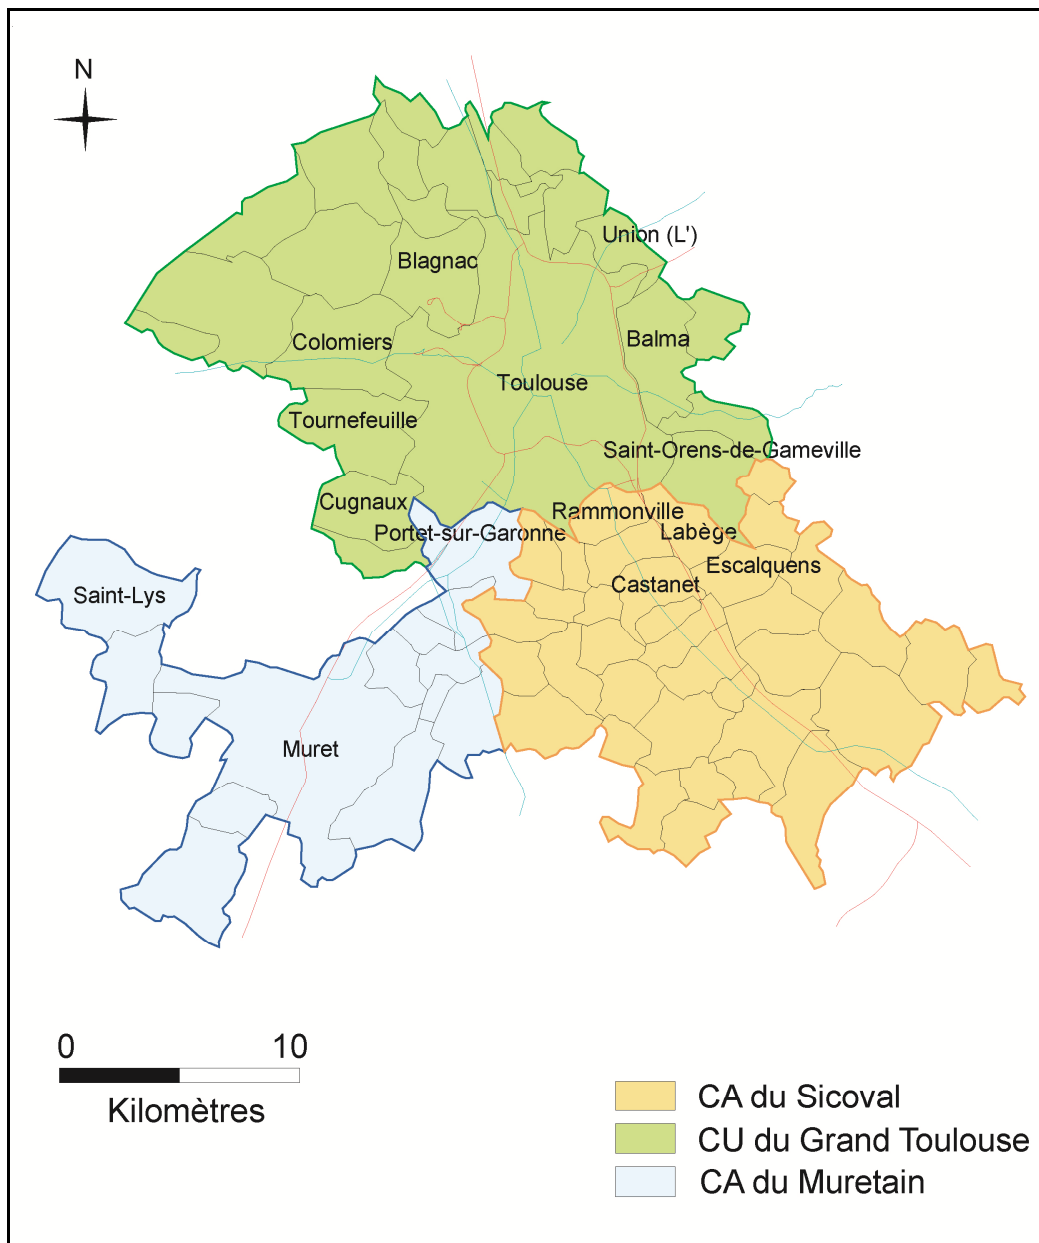 N
Union (L')
Blagnac
Balma
Colomiers
Toulouse
Tournefeuille
Saint-Orens-de-Gameville
Cugnaux
Rammonville
Portet-sur-Garonne
Labège
Escalquens
Castanet
Saint-Lys
Muret
0 10
Kilomètres
CA du Sicoval
CU du Grand Toulouse
CA du Muretain